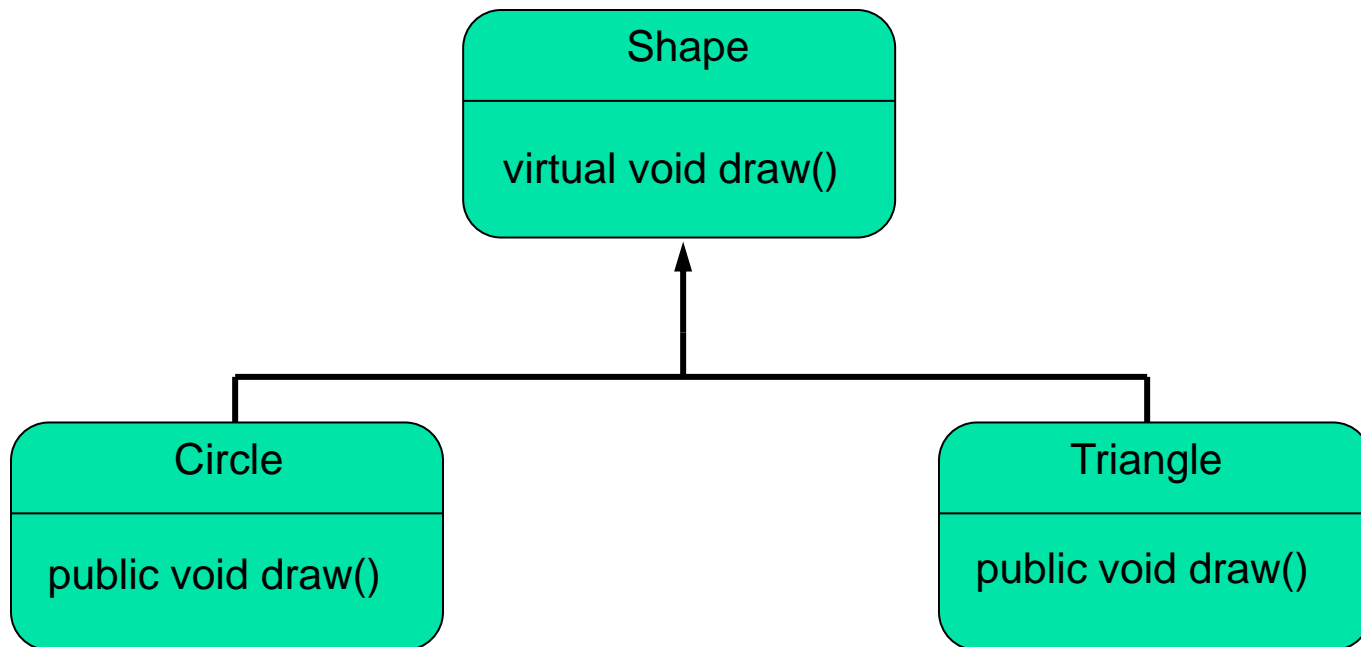 Shape
virtual void draw()
Circle
public void draw()
Triangle
public void draw()